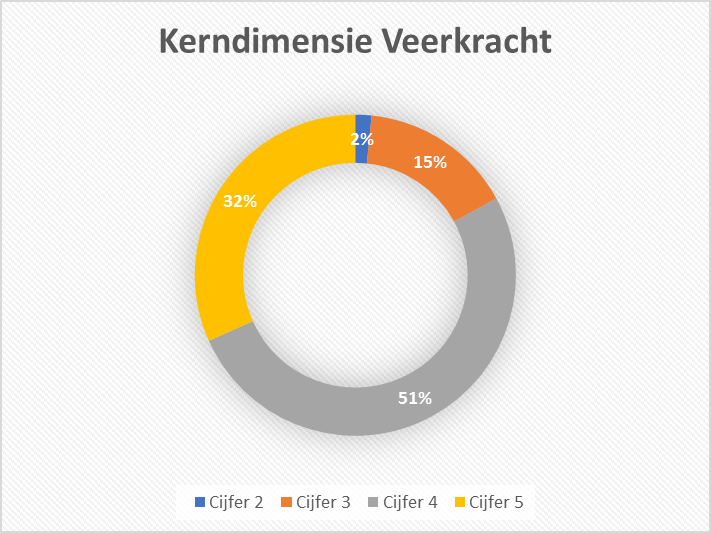 Kerndimensie Veerkracht
2%
15%
32%
51%
Cijfer 2 Cijfer 3 Cijfer 4 Cijfer 5